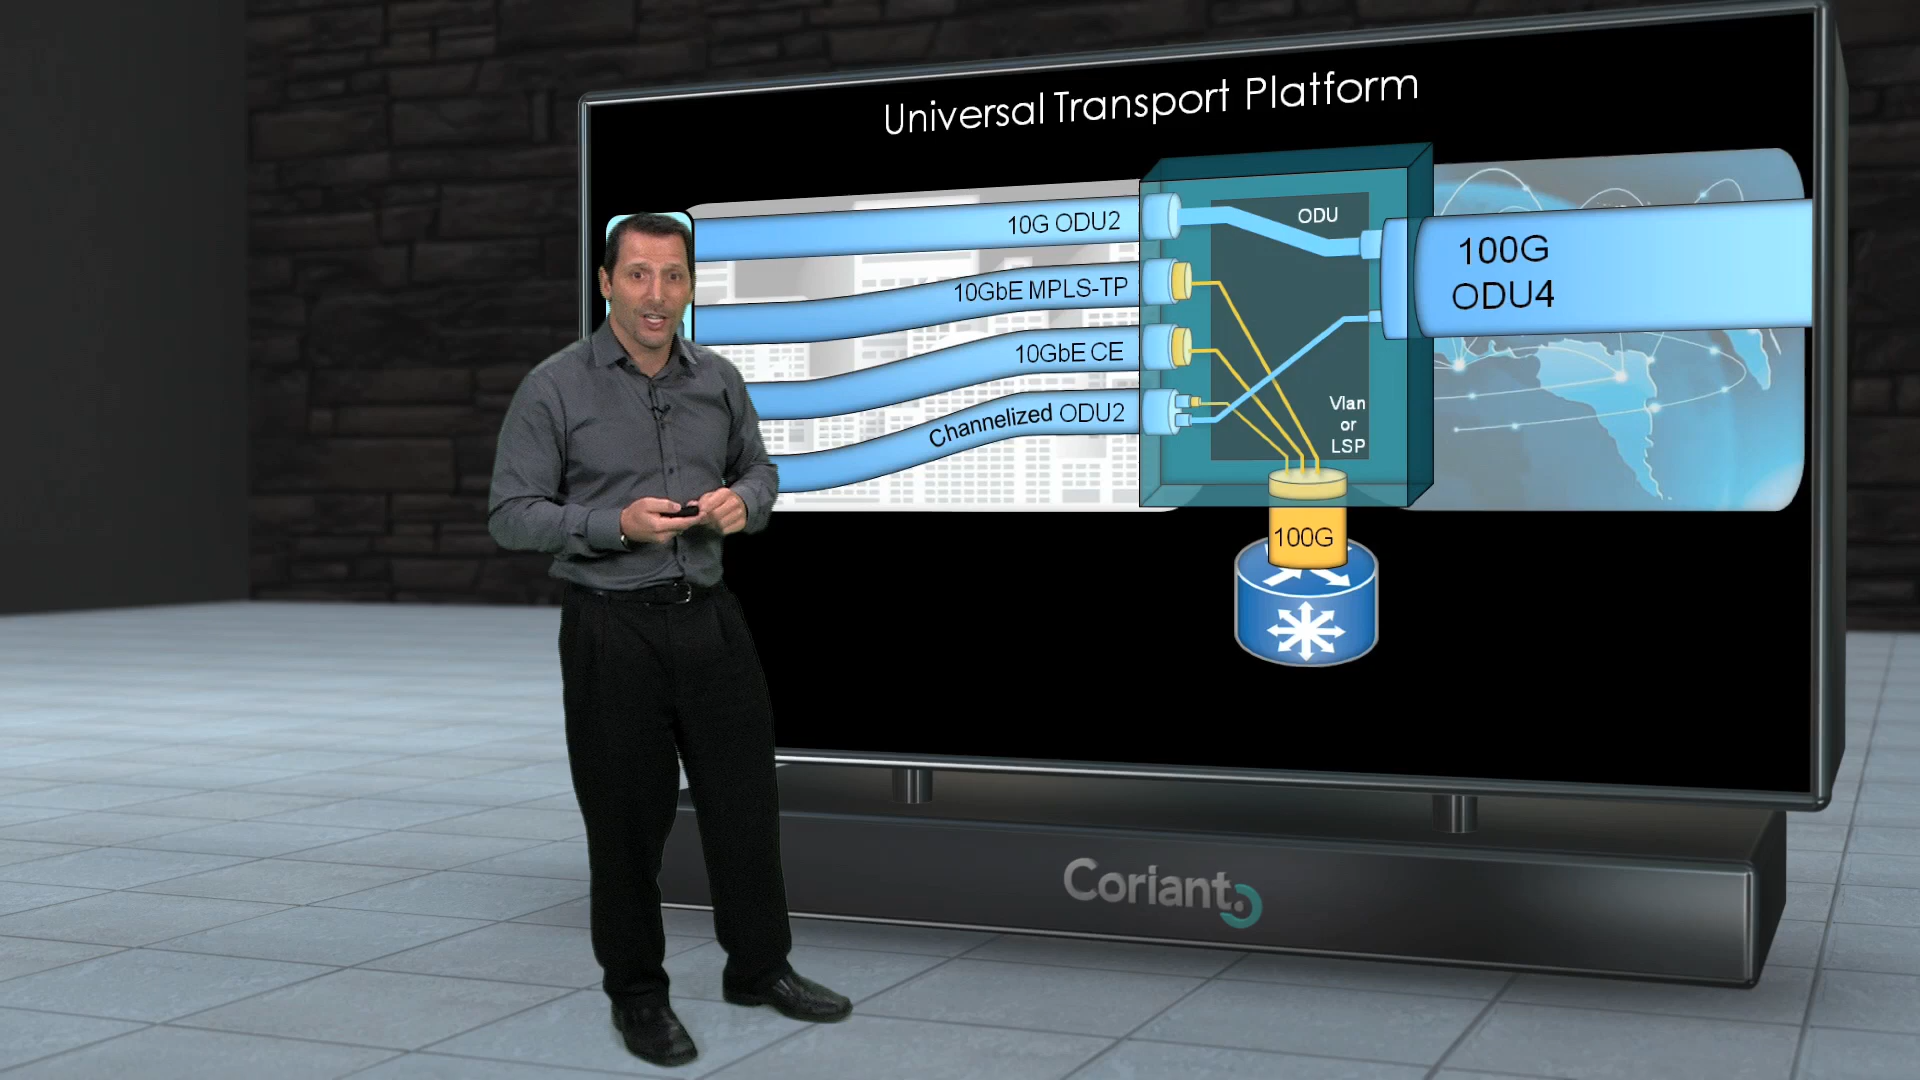 Universal Transport Platform
10G ODU2
10GbE MPLS-TP
10GbE CE
Channelized ODU2
ODU
Vlan
or
LSP
100G
ODU4
100G
Coriant